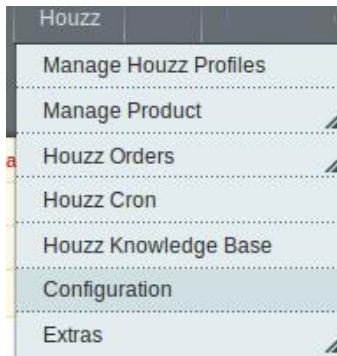 Houzz
Manage Houzz Profiles
Manage Product
Houzz Orders
a
Houzz Cron
Houzz Knowledge Base
Configuration
Extras